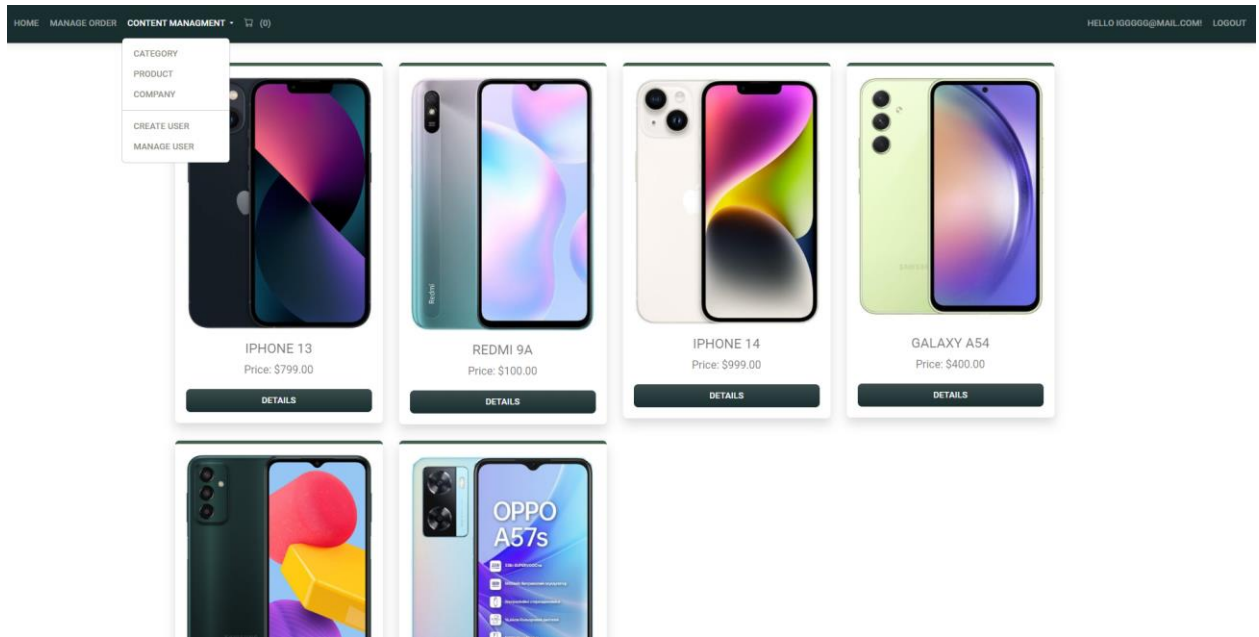 HOME MANAGE ORDER CONTENT MANAGMENT (0) HELLO IGGGGG@MAIL.COM! LOGOUT
CATEGORY
PRODUCT
COMPANY
CREATE USER
MANAGE USER
Redmi
SAMSUNG
IPHONE 13
Price: $799.00
DETAILS
REDMI 9A
Price: $100.00
DETAILS
IPHONE 14
Price: $999.00
DETAILS
GALAXY A54
Price: $400.00
DETAILS
OPPO
A57s